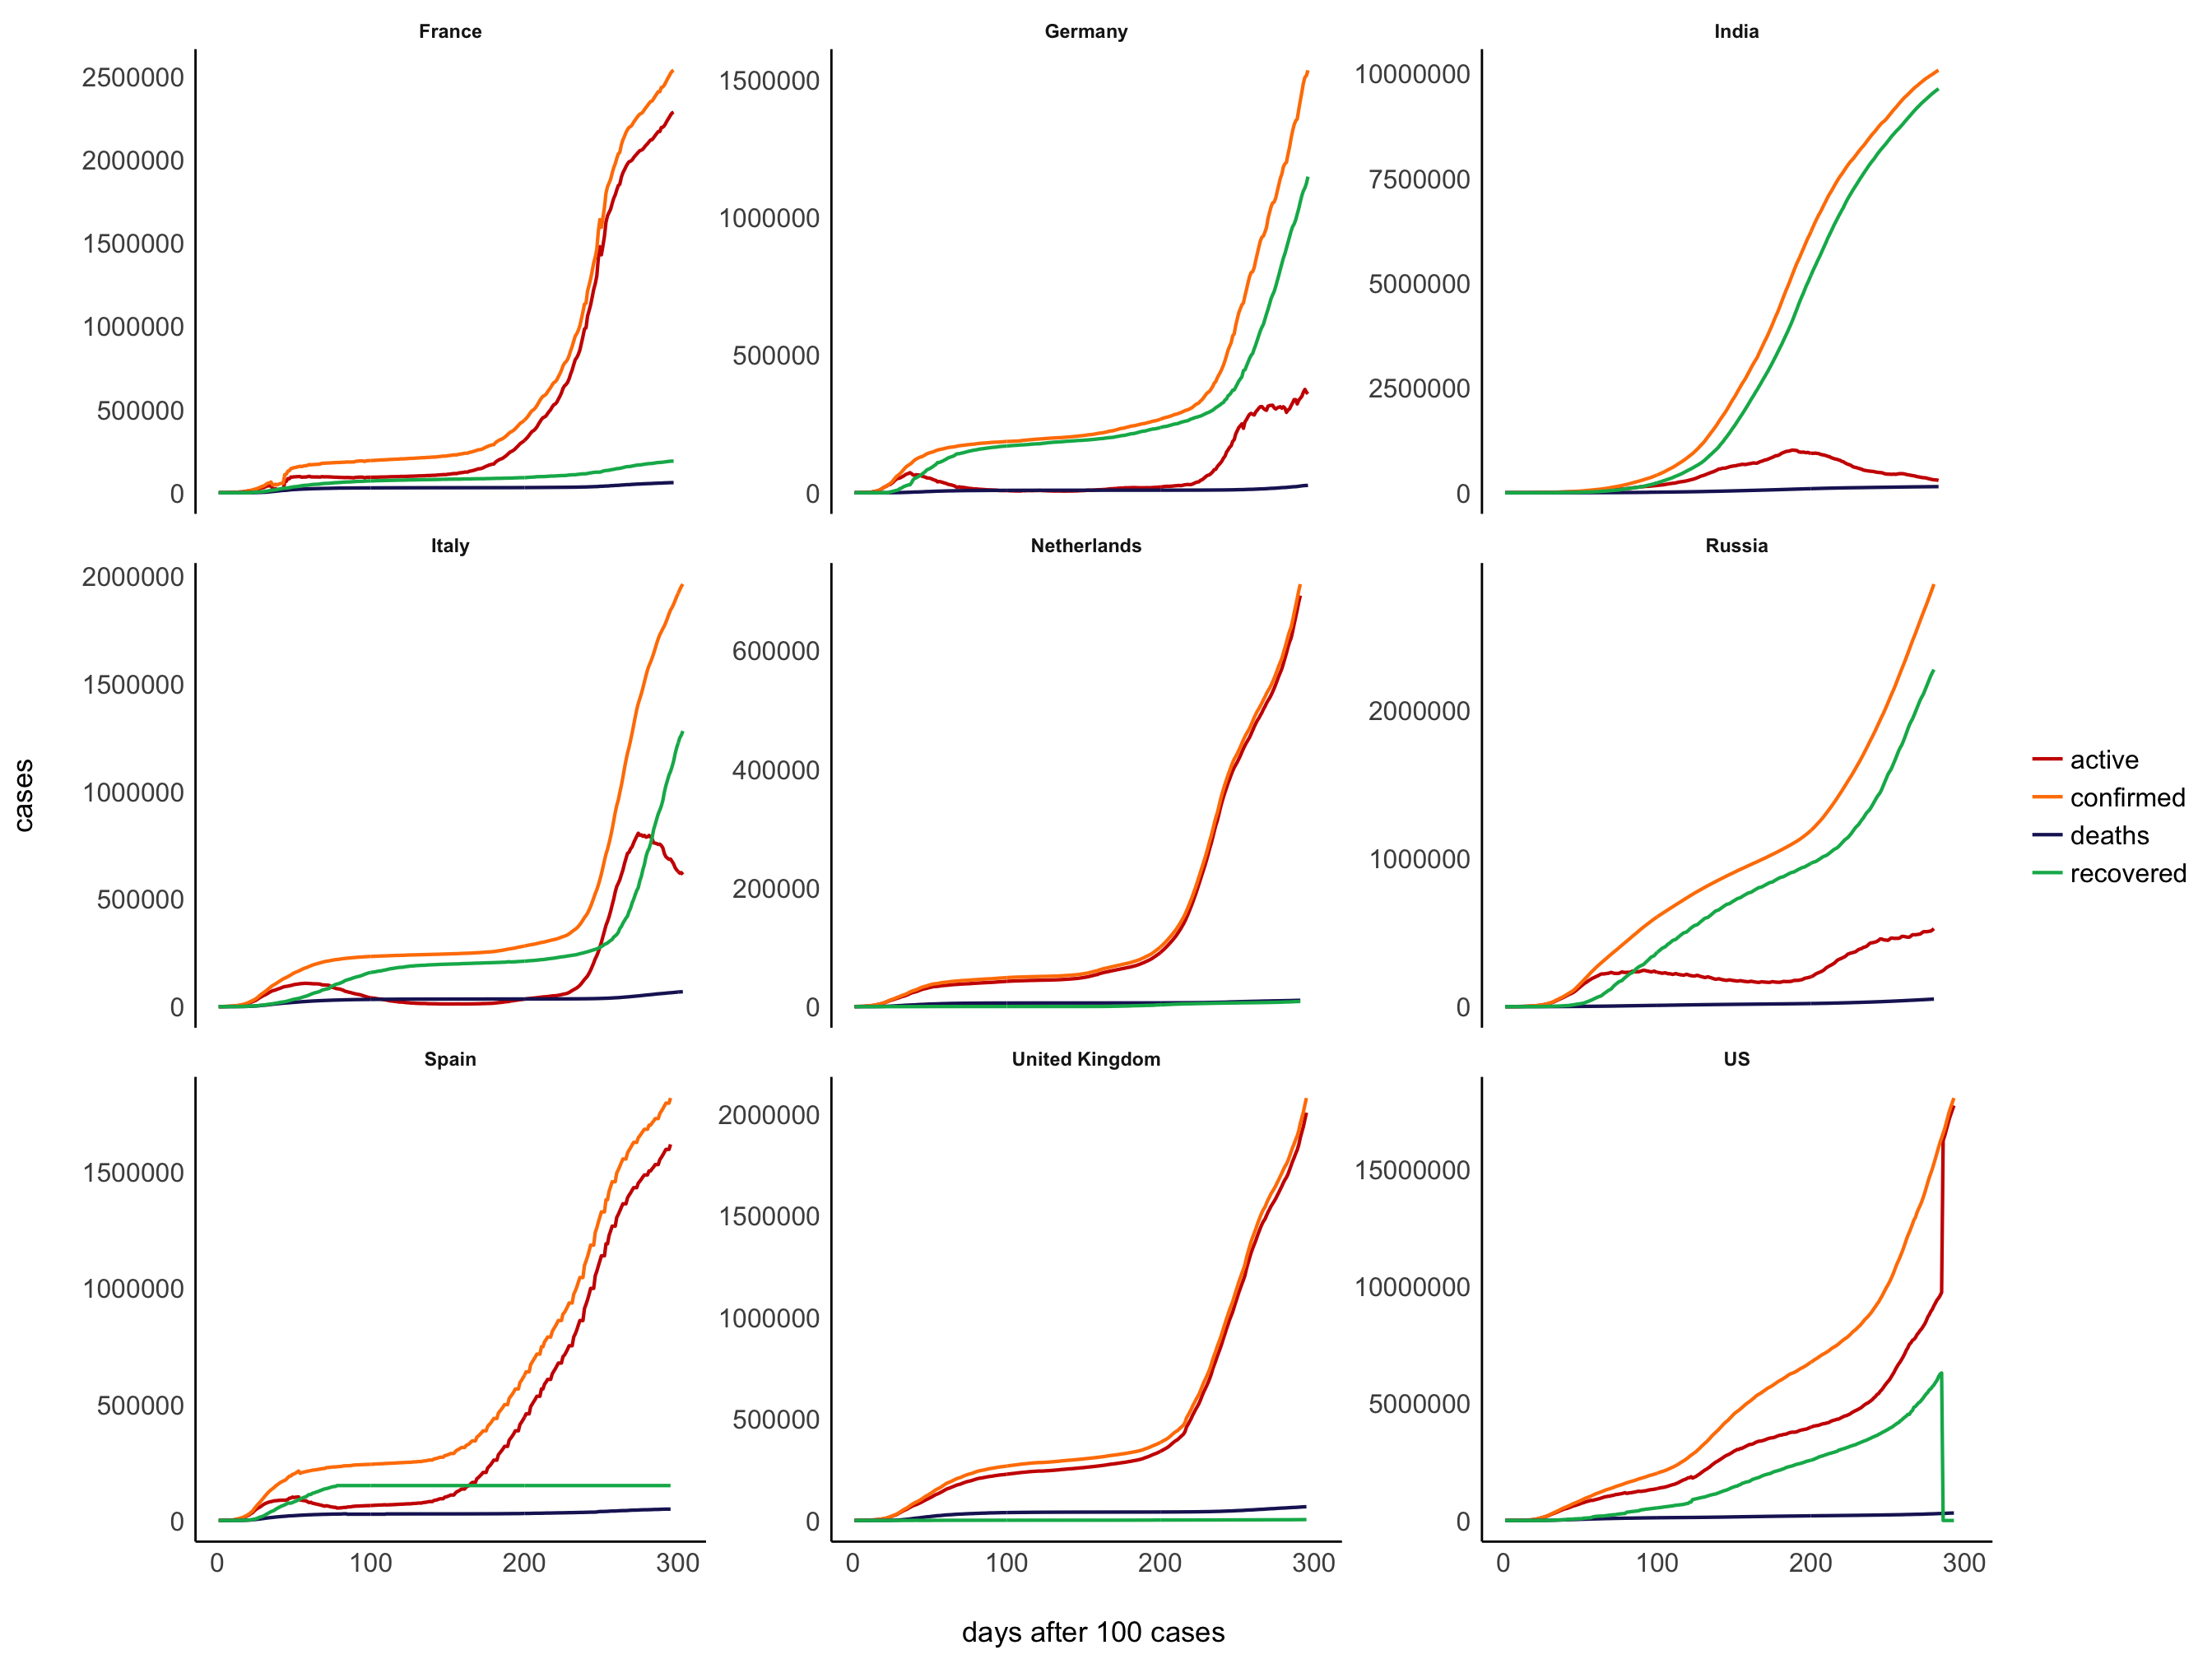 France
Germany
India
2500000
2000000
1500000
1000000
500000
0
1500000
1000000
500000
0
10000000
7500000
5000000
2500000
0
Italy
Netherlands
Russia
2000000
1500000
1000000
500000
0
600000
400000
200000
0
2000000
1000000
0
cases
active
confirmed
deaths
recovered
Spain
United Kingdom
US
1500000
1000000
500000
0
2000000
1500000
1000000
500000
0
15000000
10000000
5000000
0
0 100 200 300
0 100 200 300
0 100 200 300
days after 100 cases